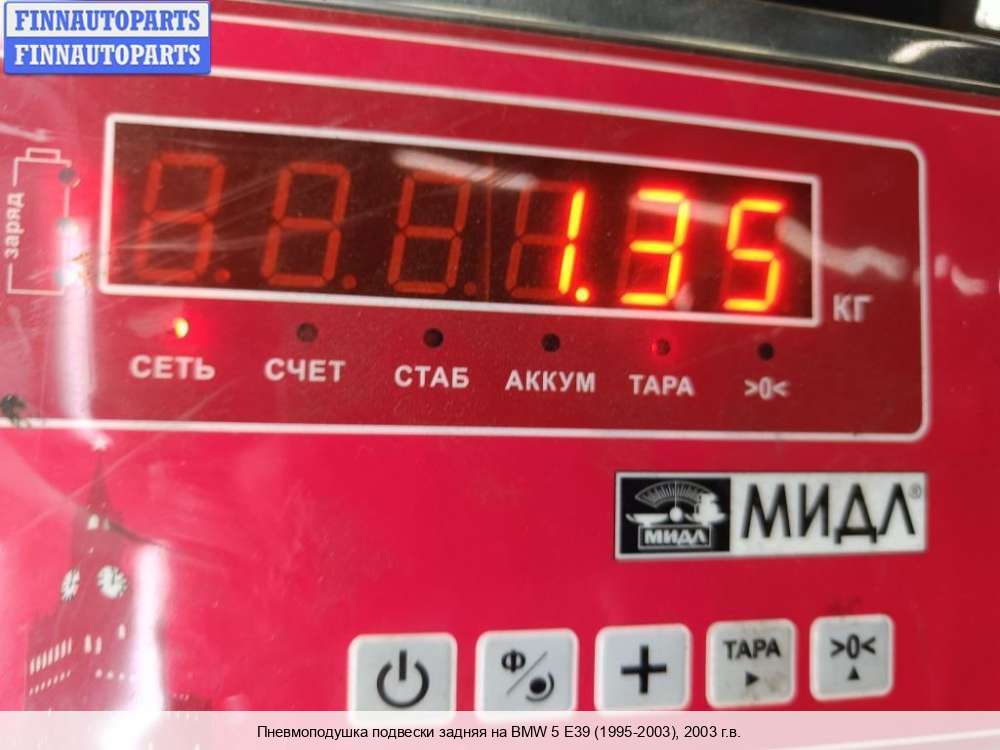 FINNAUTOPARTS
FINNAUTOPARTS
заряд
1.35
КГ
СЕТЬ СЧЕТ СТАБ АККУМ ТАРА >0<
МИДЛ МИДЛ®
Ф ТАРА >0<
Пневмоподушка подвески задняя на BMW 5 E39 (1995-2003), 2003 г.в.